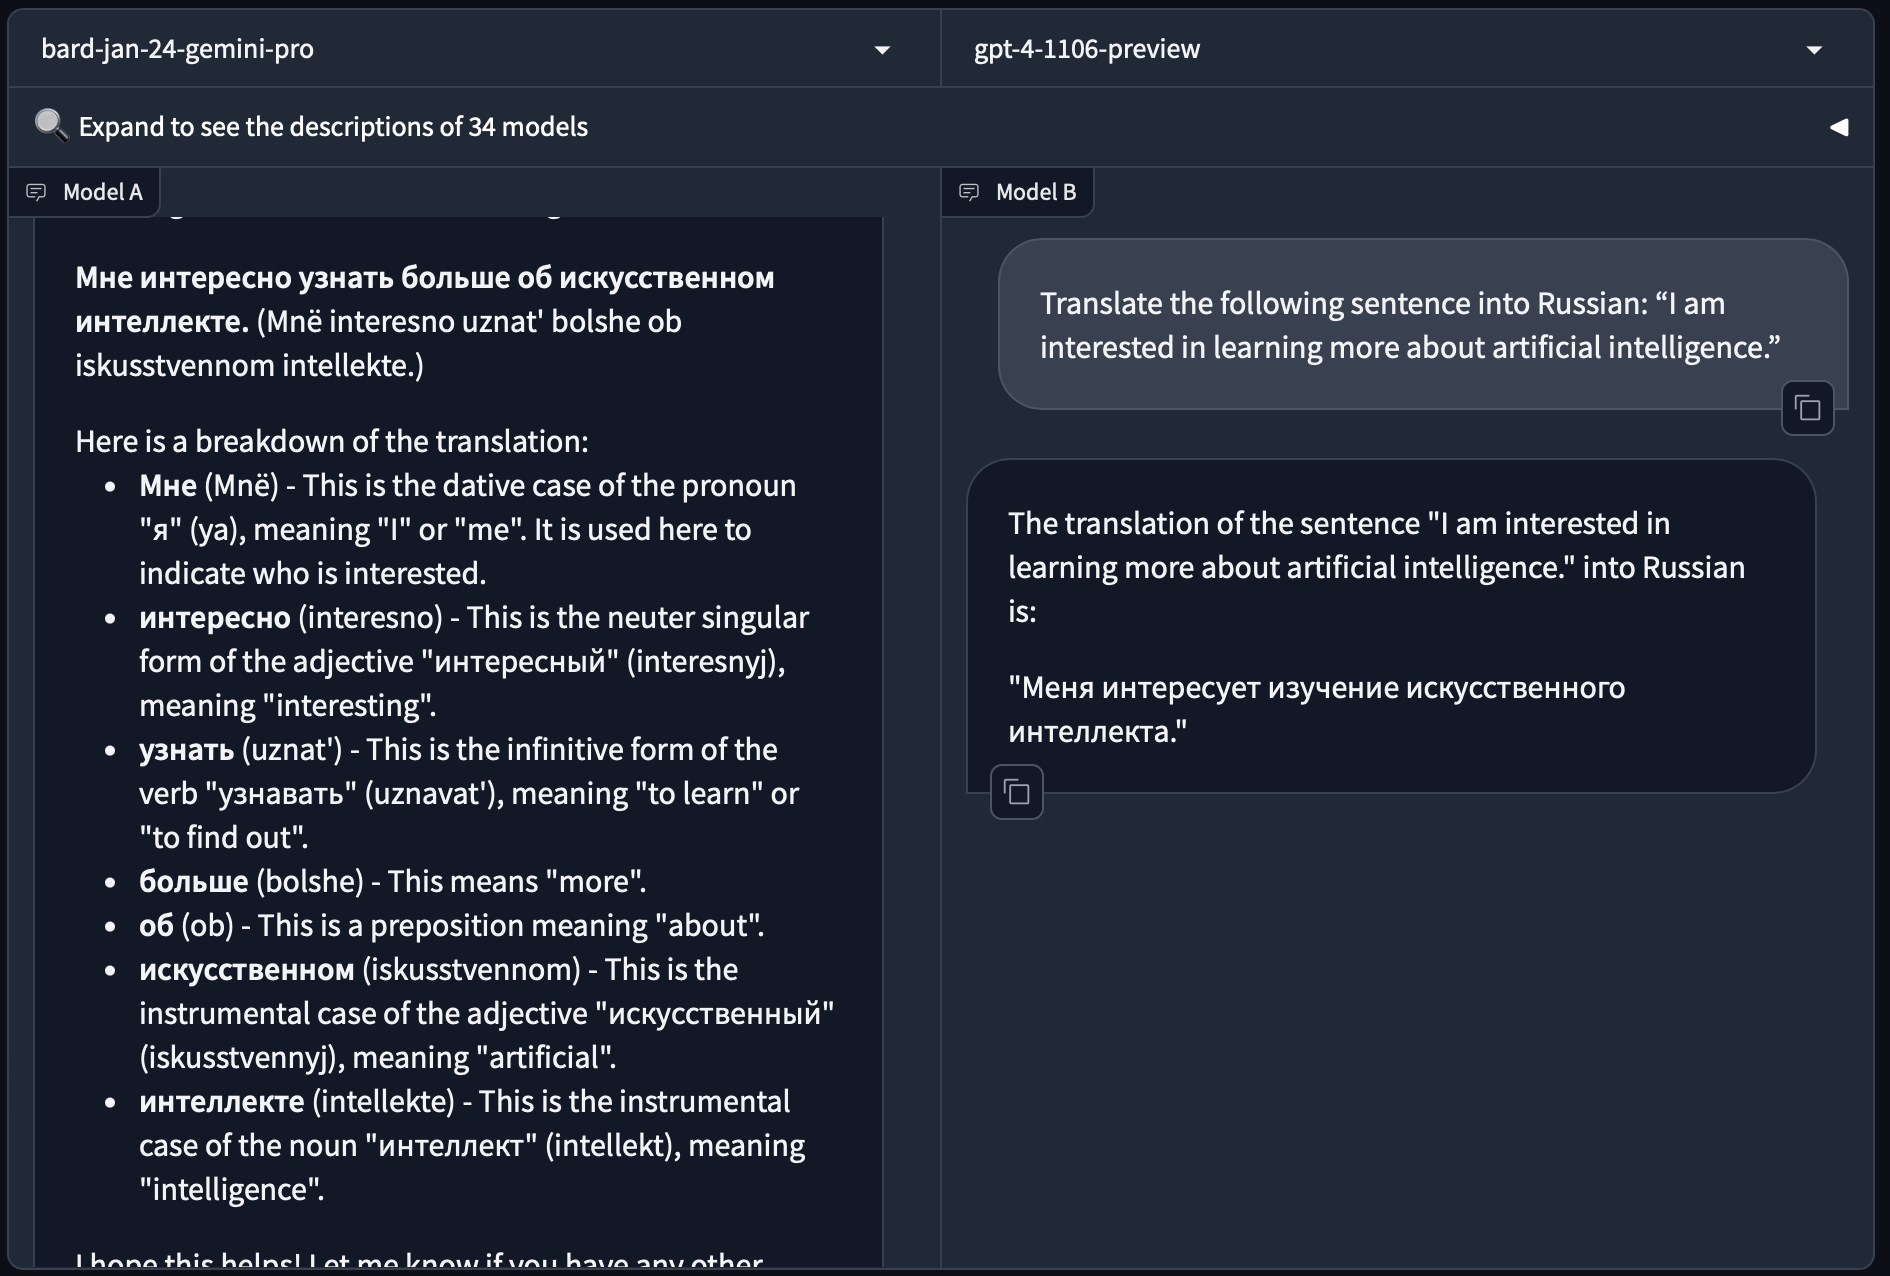 bard-jan-24-gemini-pro
gpt-4-1106-preview
Expand to see the descriptions of 34 models
Model A
Мне интересно узнать больше об искусственном
интеллекте. (Mnë interesno uznat' bolshe ob
iskusstvennom intellekte.)
Here is a breakdown of the translation:
• Мне (Mnë) - This is the dative case of the pronoun
"я" (ya), meaning "I" or "me". It is used here to
indicate who is interested.
• интересно (interesno) - This is the neuter singular
form of the adjective "интересный" (interesnyj),
meaning "interesting".
• узнать (uznat') - This is the infinitive form of the
verb "узнавать" (uznavat'), meaning "to learn" or
"to find out".
• больше (bolshe) - This means "more".
• об (ob) - This is a preposition meaning "about".
• искусственном (iskusstvennom) - This is the
instrumental case of the adjective "искусственный"
(iskusstvennyj), meaning "artificial".
• интеллекте (intellekte) - This is the instrumental
case of the noun "интеллект" (intellekt), meaning
"intelligence".
I hope this helps! Let me know if you have any other
Model B
Translate the following sentence into Russian: “I am
interested in learning more about artificial intelligence.”
The translation of the sentence "I am interested in
learning more about artificial intelligence." into Russian
is:
"Меня интересует изучение искусственного
интеллекта."